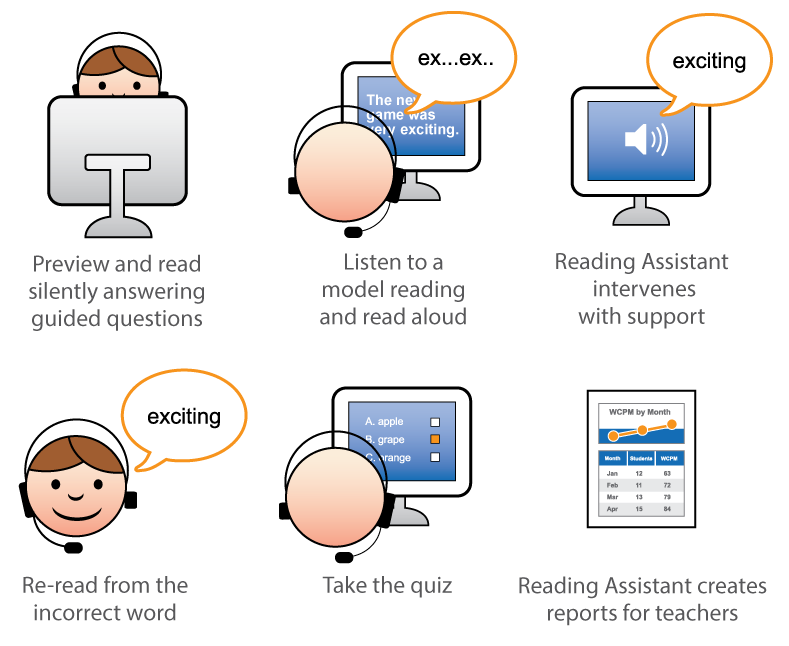 ex...ex..
The new
game was
very exciting.
exciting
Preview and read
silently answering
guided questions
Listen to a
model reading
and read aloud
Reading Assistant
intervenes
with support
exciting
A. apple
B. grape
C. orange
WCPM by Month
Month Students WCPM
Jan 12 63
Feb 11 72
Mar 13 79
Apr 15 84
Re-read from the
incorrect word
Take the quiz
Reading Assistant creates
reports for teachers